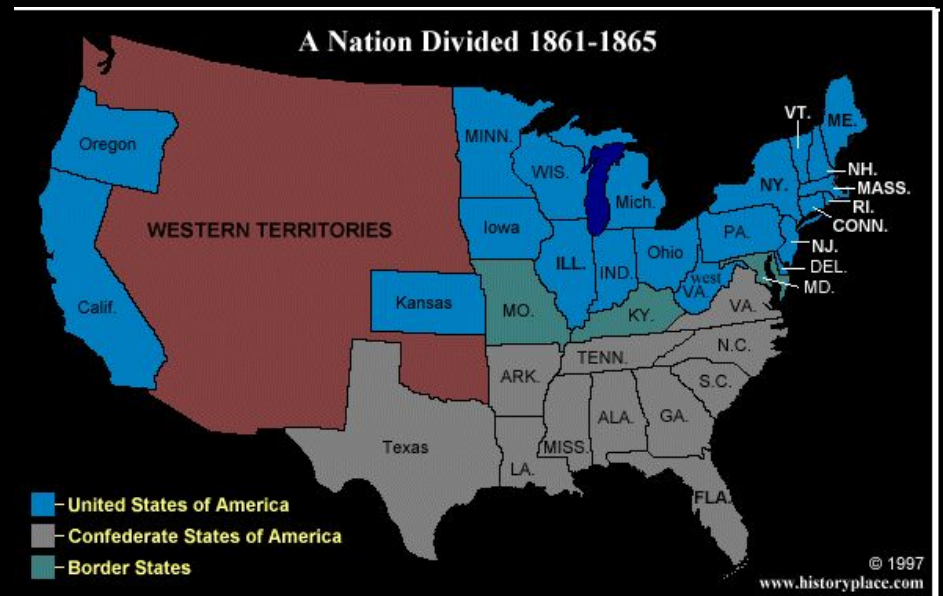 A Nation Divided 1861-1865
VT.
ME.
Oregon
MINN.
WIS.
Mich.
NY.
NH.
MASS.
RI.
CONN.
WESTERN TERRITORIES
Iowa
PA.
NJ.
ILL.
IND.
Ohio
DEL.
MD.
Calif.
Kansas
MO.
KY.
west
VA.
VA.
N.C.
TENN.
ARK.
S.C.
Texas
LA.
MISS.
ALA.
GA.
FLA.
United States of America
Confederate States of America
Border States
© 1997
www.historyplace.com